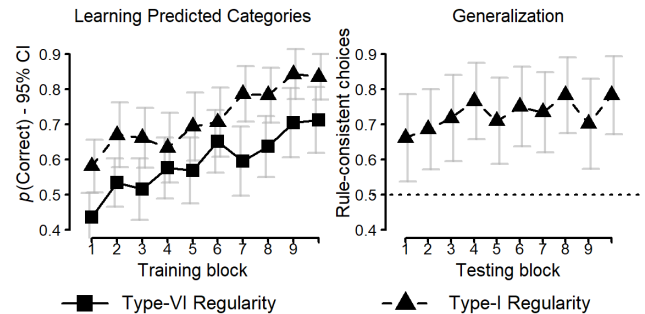 Learning Predicted Categories
p(Correct) - 95% CI
0.9
0.8
0.7
0.6
0.5
0.4
1 2 3 4 5 6 7 8 9
Training block
Generalization
Rule-consistent choices
0.9
0.8
0.7
0.6
0.5
0.4
1 2 3 4 5 6 7 8 9
Testing block
Type-VI Regularity
Type-I Regularity